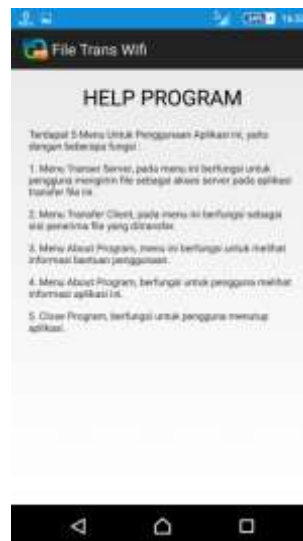 File Trans Wifi
HELP PROGRAM
Terdapat 5 Menu Untuk Penggunaan Aplikasi ini, yaitu
dengan beberapa fungsi
1. Menu Transer Server, pada menu ini berfungsi untuk
pengguna mengirim file sebagai akses server pada aplikasi
transfer file ini.
2. Menu Transfer Client, pada menu ini berfungsi sebagai
sisi penerima file yang ditransfer.
3. Menu About Program, menu ini berfungsi untuk melihat
informasi bantuan penggunaan.
4. Menu About Program, berfungsi untuk pengguna melihat
informasi aplikasi ini.
5. Close Program, berfungsi untuk pengguna menutup
aplikasi.